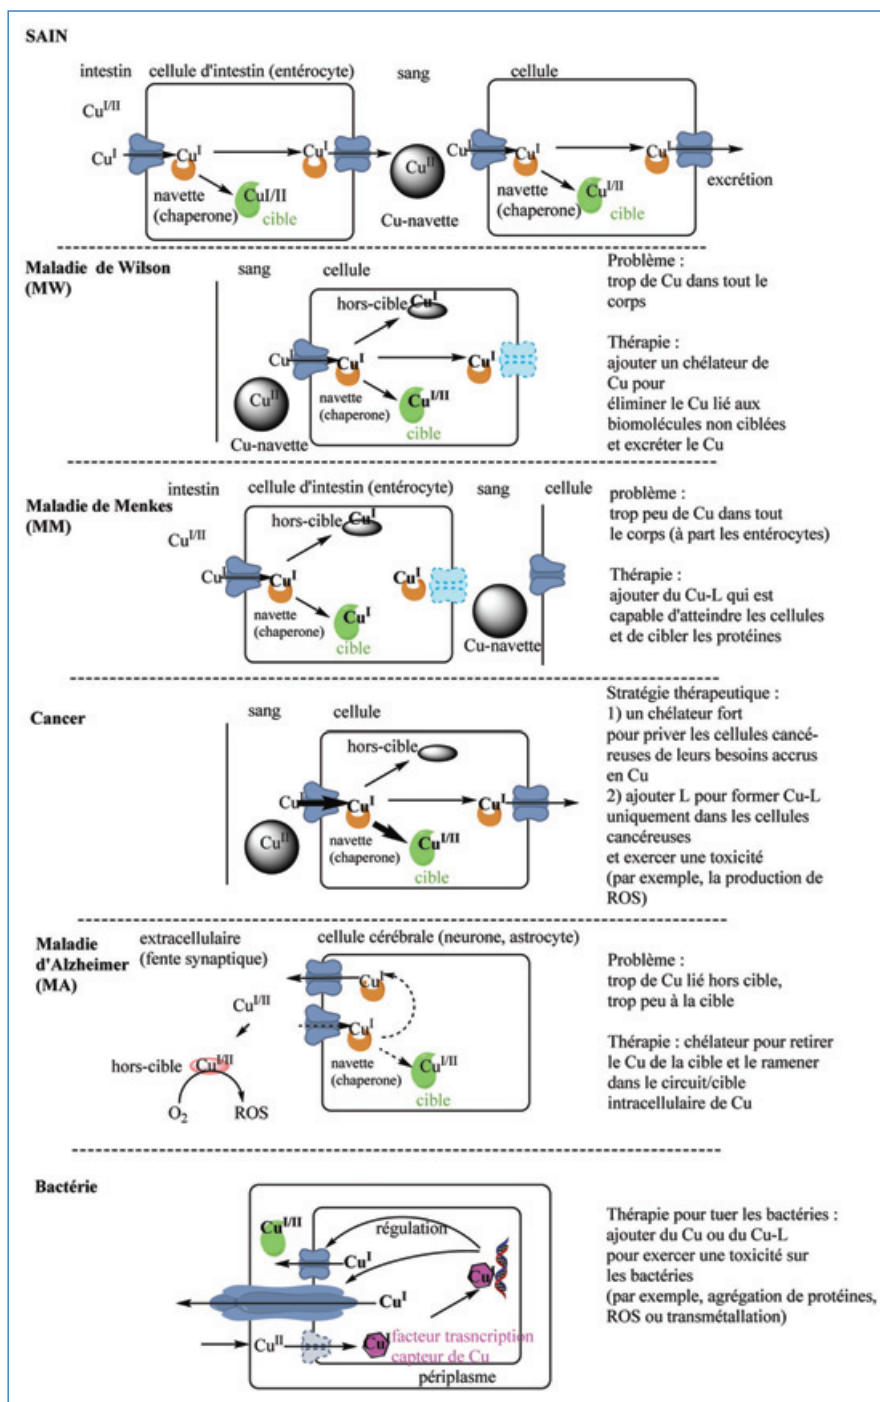 SAIN
intestin cellule d'intestin (entérocyte) sang cellule
Cu^I/II
Cu^I Cu^I Cu^I Cu^II Cu^I Cu^I Cu^I
navette (chaperone) CuI/II cible
Cu-navette
navette (chaperone) Cu^I/II cible
excrétion
Maladie de Wilson
(MW)
sang cellule
hors-cible Cu^I
Cu^I Cu^I Cu^I
navette
(chaperone)
Cu^I/II
cible
Cu^II
Cu-navette
Problème :
trop de Cu dans tout le
corps
Thérapie :
ajouter un chélateur de
Cu pour
éliminer le Cu lié aux
biomolécules non ciblées
et excréter le Cu
Maladie de Menkes
(MM)
intestin cellule d'intestin (entérocyte) sang cellule
Cu^I/II
hors-cible Cu^I
Cu^I Cu^I Cu^I
navette
(chaperone)
Cu^I
cible
Cu-navette
problème :
trop peu de Cu dans tout
le corps (à part les entérocytes)
Thérapie :
ajouter du Cu-L qui est
capable d'atteindre les cellules
et de cibler les protéines
Cancer
sang cellule
hors-cible
Cu^I Cu^I Cu^I
navette
(chaperone)
Cu^I/II
cible
Cu^II
Stratégie thérapeutique :
1) un chélateur fort
pour priver les cellules cancé-
reuses de leurs besoins accrus
en Cu
2) ajouter L pour former Cu-L
uniquement dans les cellules
cancéreuses
et exercer une toxicité
(par exemple, la production de
ROS)
Maladie
d'Alzheimer
(MA)
extracellulaire
(fente synaptique)
cellule cérébrale (neurone, astrocyte)
Cu^I
Cu^I/II
Cu^I
hors-cible Cu^I/II
navette
(chaperone)
Cu^I/II
cible
O2 ROS
Problème :
trop de Cu lié hors cible,
trop peu à la cible
Thérapie : chélateur pour retirer
le Cu de la cible et le ramener
dans le circuit/cible
intracellulaire de Cu
Bactérie
Cu^I/II
régulation
Cu^I
Cu^I
Cu^I
Cu^II
Cu^I
facteur trasncription
capteur de Cu
périplasme
Thérapie pour tuer les bactéries :
ajouter du Cu ou du Cu-L
pour exercer une toxicité sur
les bactéries
(par exemple, agrégation de protéines,
ROS ou transmétallation)